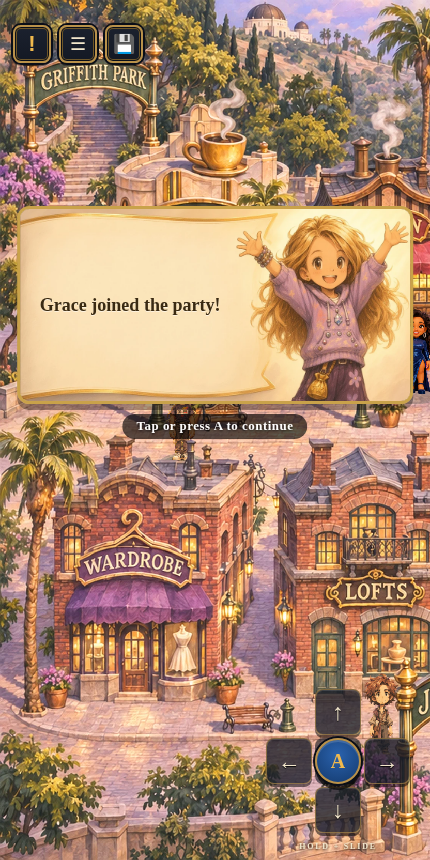 !
☰
GRIFFITH PARK
Grace joined the party!
Tap or press A to continue
WARDROBE
LOFTS
↑
← A →
↓
HOLD – SLIDE